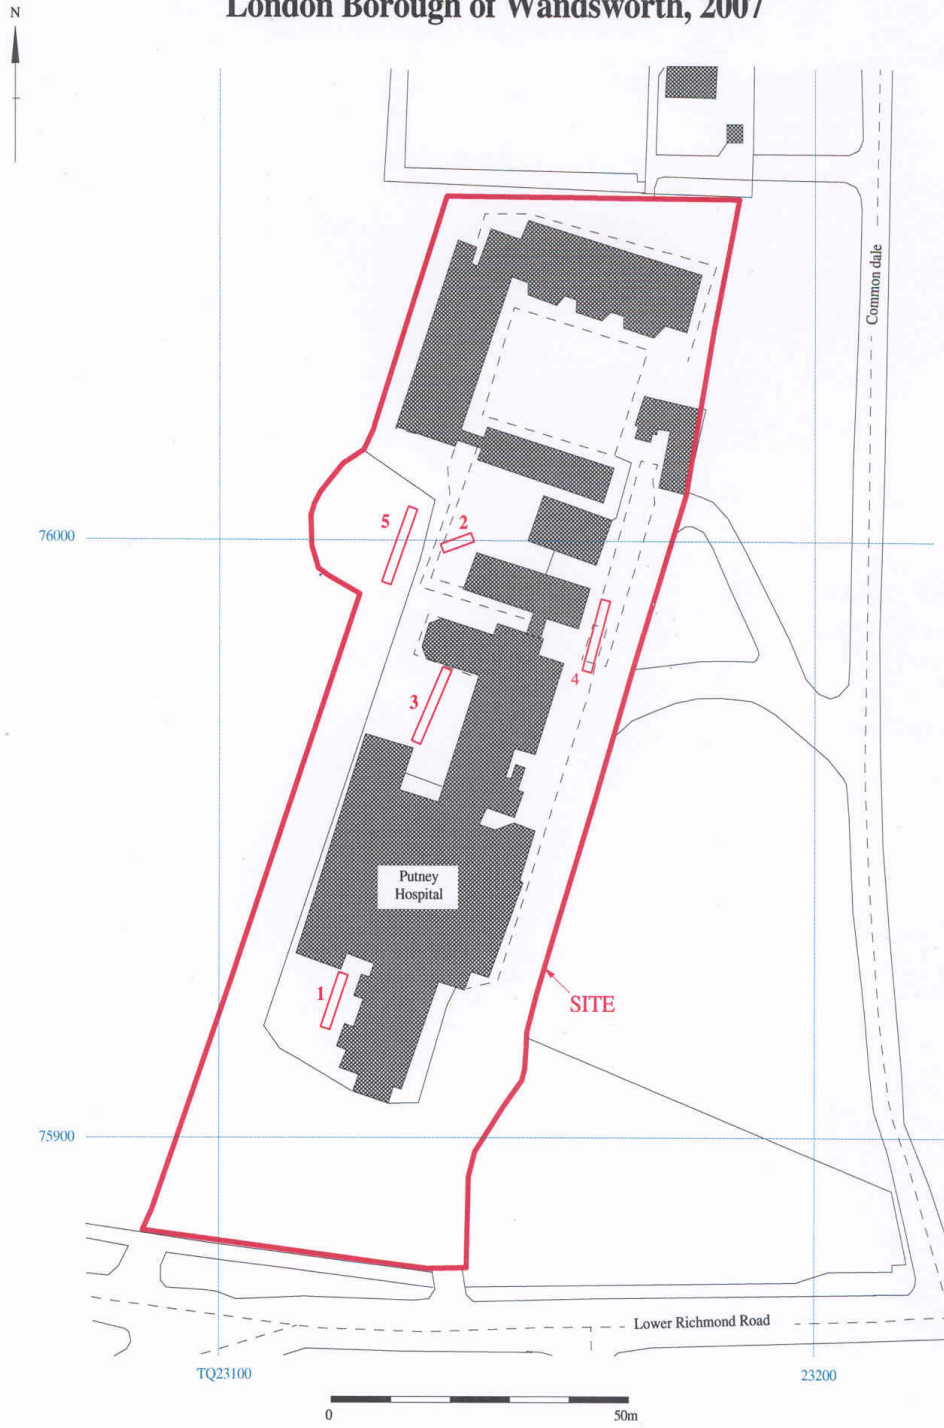 London Borough of Wandsworth, 2007
N
Common dale
5
2
76000
4
3
Putney
Hospital
1
SITE
75900
Lower Richmond Road
TQ23100
23200
0
50m